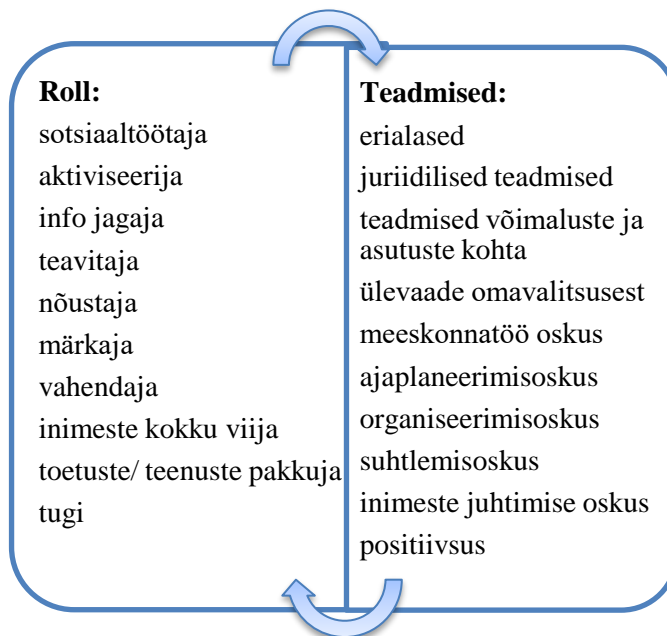 Roll:
sotsiaaltöötaja
aktiviseerija
info jagaja
teavitaja
nõustaja
märkaja
vahendaja
inimeste kokku viija
toetuste/ teenuste pakkuja
tugi
Teadmised:
erialased
juriidilised teadmised
teadmised võimaluste ja
asutuste kohta
ülevaade omavalitsusest
meeskonnatöö oskus
ajaplaneerimisoskus
organiseerimisoskus
suhtlemisoskus
inimeste juhtimise oskus
positiivsus